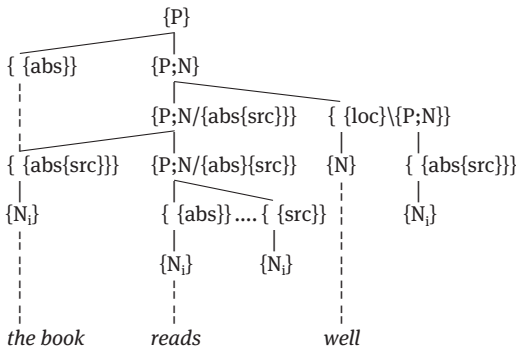 {P}
{ {abs}} {P;N}
{P;N/{abs{src}}} { {loc}\{P;N}}
{ {abs{src}}} {P;N/{abs}{src}} {N} { {abs{src}}}
{Nᵢ} { {abs}}....{ {src}} {Nᵢ}
{Nᵢ} {Nᵢ}
the book reads well